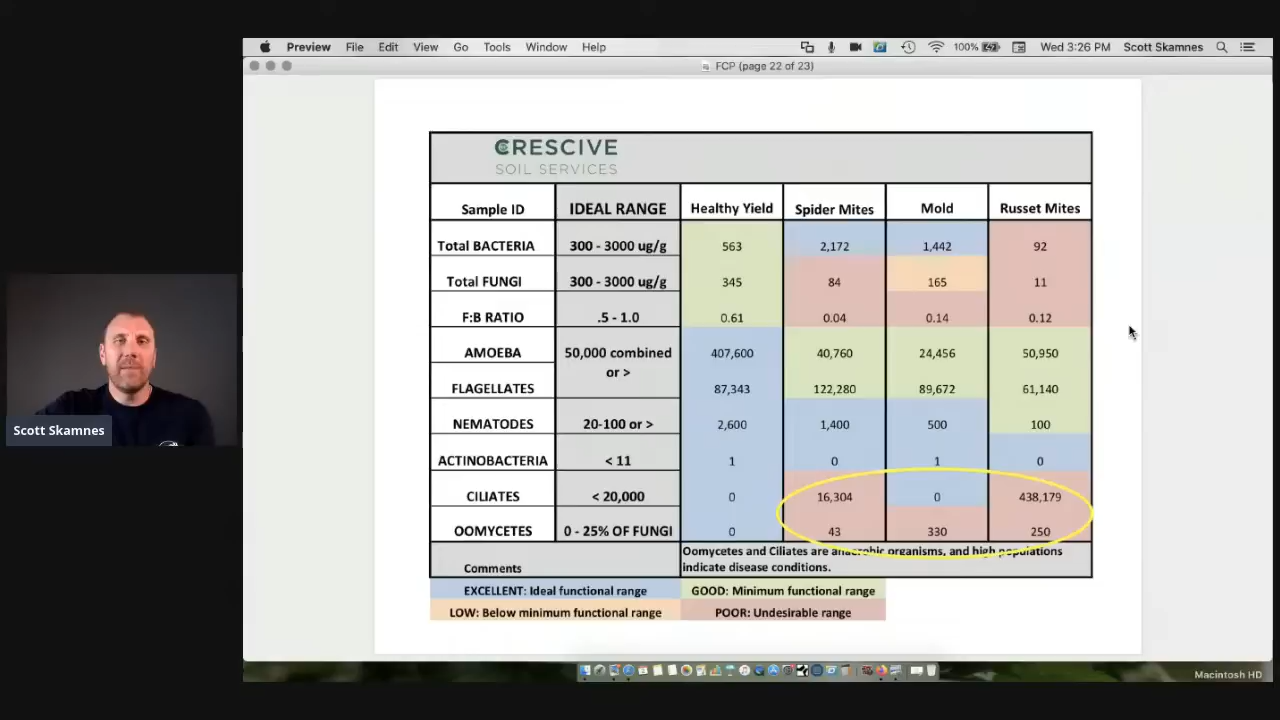 Preview File Edit View Go Tools Window Help 100% Wed 3:26 PM Scott Skamnes
FCP (page 22 of 23)
CRESCIVE
SOIL SERVICES
Sample ID IDEAL RANGE Healthy Yield Spider Mites Mold Russet Mites
Total BACTERIA 300 - 3000 ug/g 563 2,172 1,442 92
Total FUNGI 300 - 3000 ug/g 345 84 165 11
F:B RATIO .5 - 1.0 0.61 0.04 0.14 0.12
AMOEBA 50,000 combined 407,600 40,760 24,456 50,950
or >
FLAGELLATES 87,343 122,280 89,672 61,140
NEMATODES 20-100 or > 2,600 1,400 500 100
ACTINOBACTERIA < 11 1 0 1 0
CILIATES < 20,000 0 16,304 0 438,179
OOMYCETES 0 - 25% OF FUNGI 0 43 330 250
Comments
Oomycetes and Ciliates are anaerobic organisms, and high populations
indicate disease conditions.
EXCELLENT: Ideal functional range GOOD: Minimum functional range
LOW: Below minimum functional range POOR: Undesirable range
Scott Skamnes
Macintosh HD